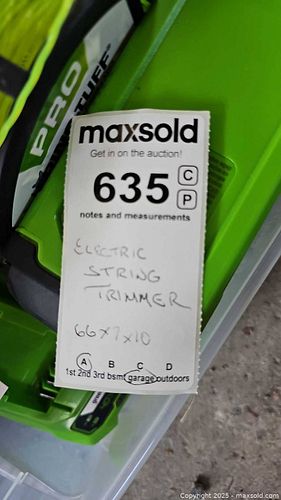 PRO
maxsold
Get in on the auction!
635 C P
notes and measurements
ELECTRIC
STRING
TRIMMER
66x7x10
A B C D
1st 2nd 3rd bsmt garage outdoors
Copyright 2025 - maxsold.com